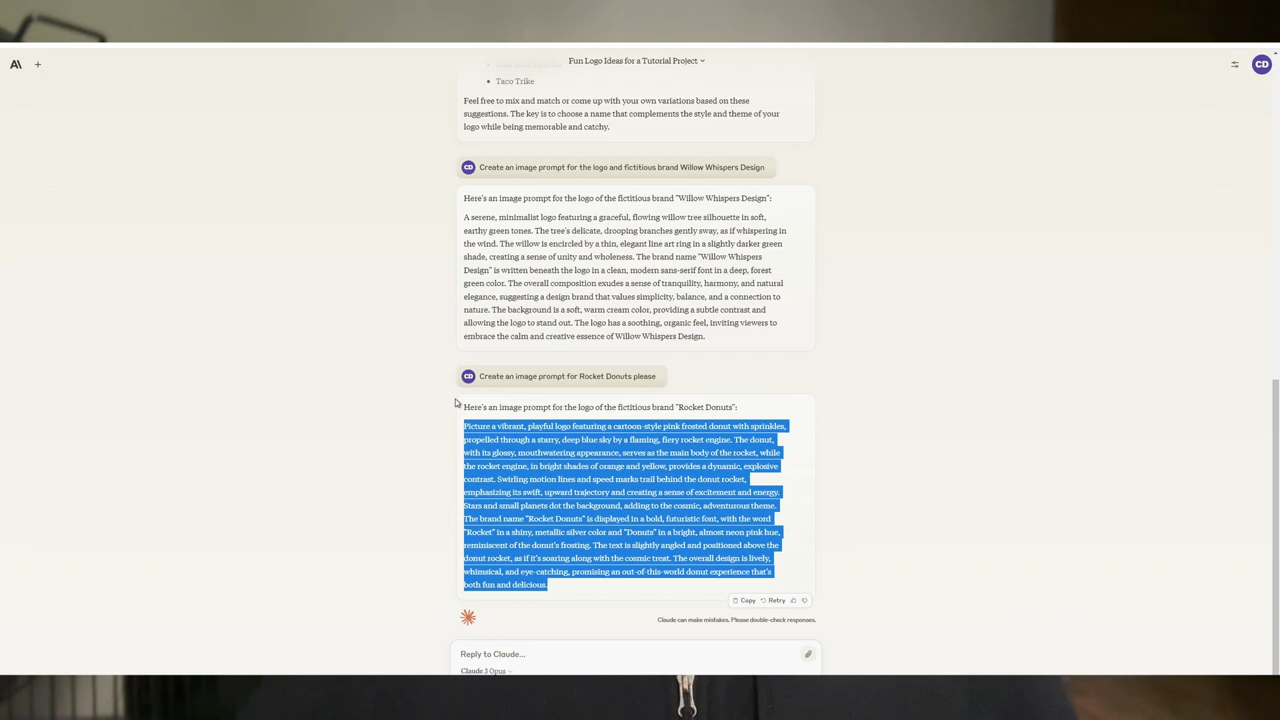 Fun Logo Ideas for a Tutorial Project
CD
Taco Trike
Feel free to mix and match or come up with your own variations based on these
suggestions. The key is to choose a name that complements the style and theme of your
logo while being memorable and catchy.
CD Create an image prompt for the logo and fictitious brand Willow Whispers Design
Here's an image prompt for the logo of the fictitious brand "Willow Whispers Design":
A serene, minimalist logo featuring a graceful, flowing willow tree silhouette in soft,
earthy green tones. The tree's delicate, drooping branches gently sway, as if whispering in
the wind. The willow is encircled by a thin, elegant line art ring in a slightly darker green
shade, creating a sense of unity and wholeness. The brand name "Willow Whispers
Design" is written beneath the logo in a clean, modern sans-serif font in a deep, forest
green color. The overall composition exudes a sense of tranquility, harmony, and natural
elegance, suggesting a design brand that values simplicity, balance, and a connection to
nature. The background is a soft, warm cream color, providing a subtle contrast and
allowing the logo to stand out. The logo has a soothing, organic feel, inviting viewers to
embrace the calm and creative essence of Willow Whispers Design.
CD Create an image prompt for Rocket Donuts please
Here's an image prompt for the logo of the fictitious brand "Rocket Donuts":
Picture a vibrant, playful logo featuring a cartoon-style pink frosted donut with sprinkles,
propelled through a starry, deep blue sky by a flaming, fiery rocket engine. The donut,
with its glossy, mouthwatering appearance, serves as the main body of the rocket, while
the rocket engine, in bright shades of orange and yellow, provides a dynamic, explosive
contrast. Swirling motion lines and speed marks trail behind the donut rocket,
emphasizing its swift, upward trajectory and creating a sense of excitement and energy.
Stars and small planets dot the background, adding to the cosmic, adventurous theme.
The brand name "Rocket Donuts" is displayed in a bold, futuristic font, with the word
"Rocket" in a shiny, metallic silver color and "Donuts" in a bright, almost neon pink hue,
reminiscent of the donut's frosting. The text is slightly angled and positioned above the
donut rocket, as if it's soaring along with the cosmic treat. The overall design is lively,
whimsical, and eye-catching, promising an out-of-this-world donut experience that's
both fun and delicious.
Copy Retry
Claude can make mistakes. Please double-check responses.
Reply to Claude...
Claude 3 Opus